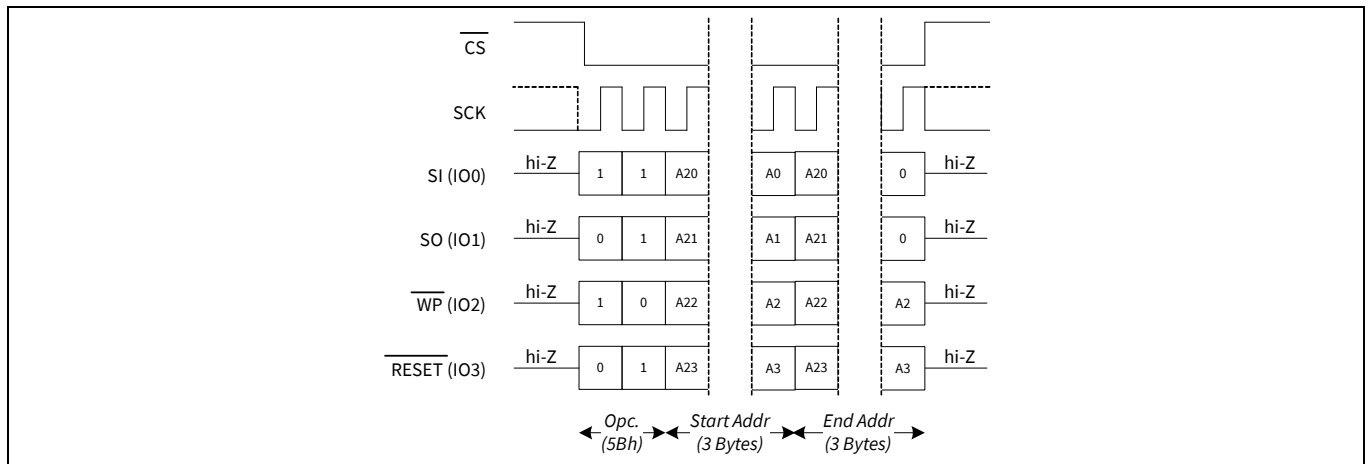 CS
SCK
SI (IO0) hi-Z 1 1 A20 A0 A20 0 hi-Z
SO (IO1) hi-Z 0 1 A21 A1 A21 0 hi-Z
WP (IO2) hi-Z 1 0 A22 A2 A22 A2 hi-Z
RESET (IO3) hi-Z 0 1 A23 A3 A23 A3 hi-Z
Opc. Start Addr End Addr
(5Bh) (3 Bytes) (3 Bytes)